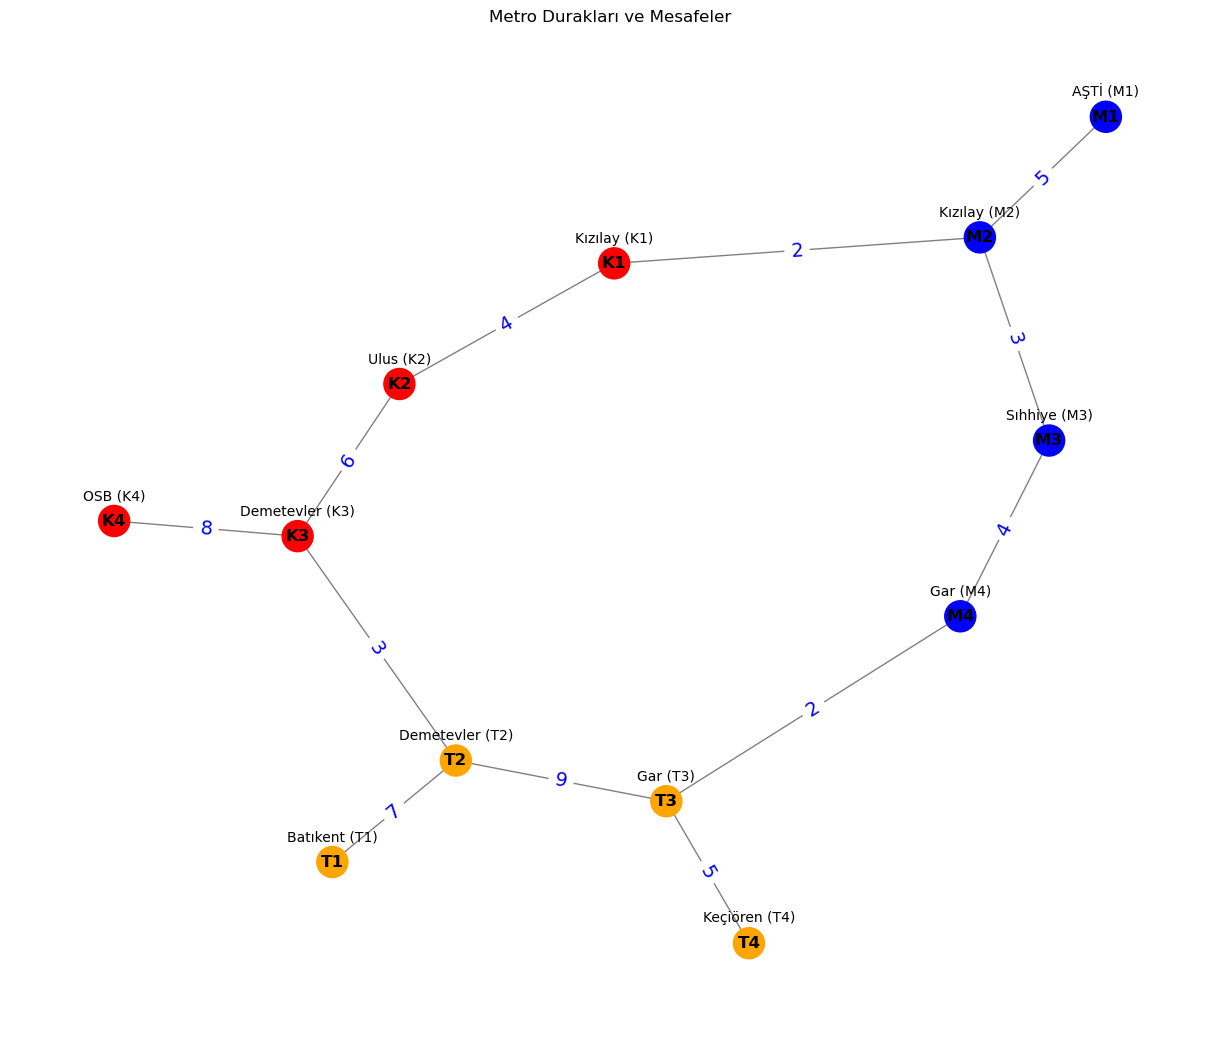 Metro Durakları ve Mesafeler
AŞTİ (M1)
M1
5
Kızılay (M2)
M2
Kızılay (K1)
K1
2
4
3
Ulus (K2)
K2
Sıhhiye (M3)
M3
6
OSB (K4)
K4
8
Demetevler (K3)
K3
4
Gar (M4)
M4
3
2
Demetevler (T2)
T2
9
Gar (T3)
T3
7
Batıkent (T1)
T1
5
Keçiören (T4)
T4